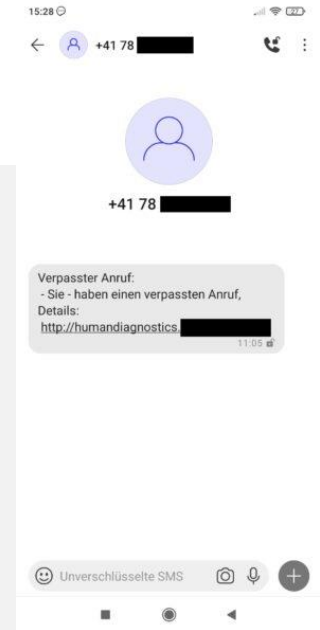 15:28
+41 78
+41 78
Verpasster Anruf:
- Sie - haben einen verpassten Anruf,
Details:
http://humandiagnostics.
11:05
Unverschlüsselte SMS